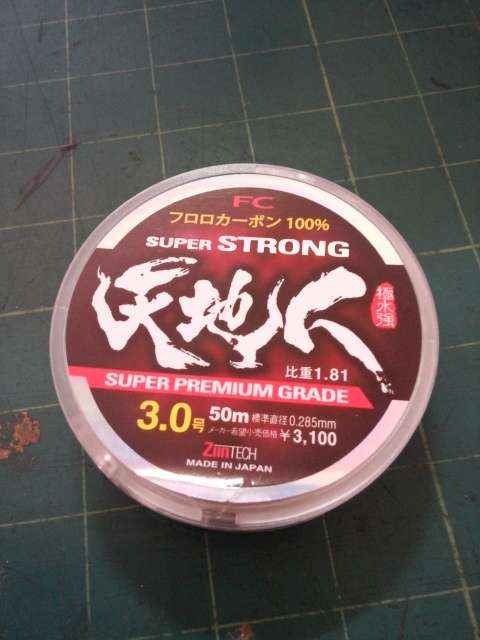 FC
フロロカーボン 100%
SUPER STRONG
天地人
極氷強
比重1.81
SUPER PREMIUM GRADE
3.0号 50m 標準直径 0.285mm
メーカー希望小売価格 ¥3,100
ZiinTECH
MADE IN JAPAN